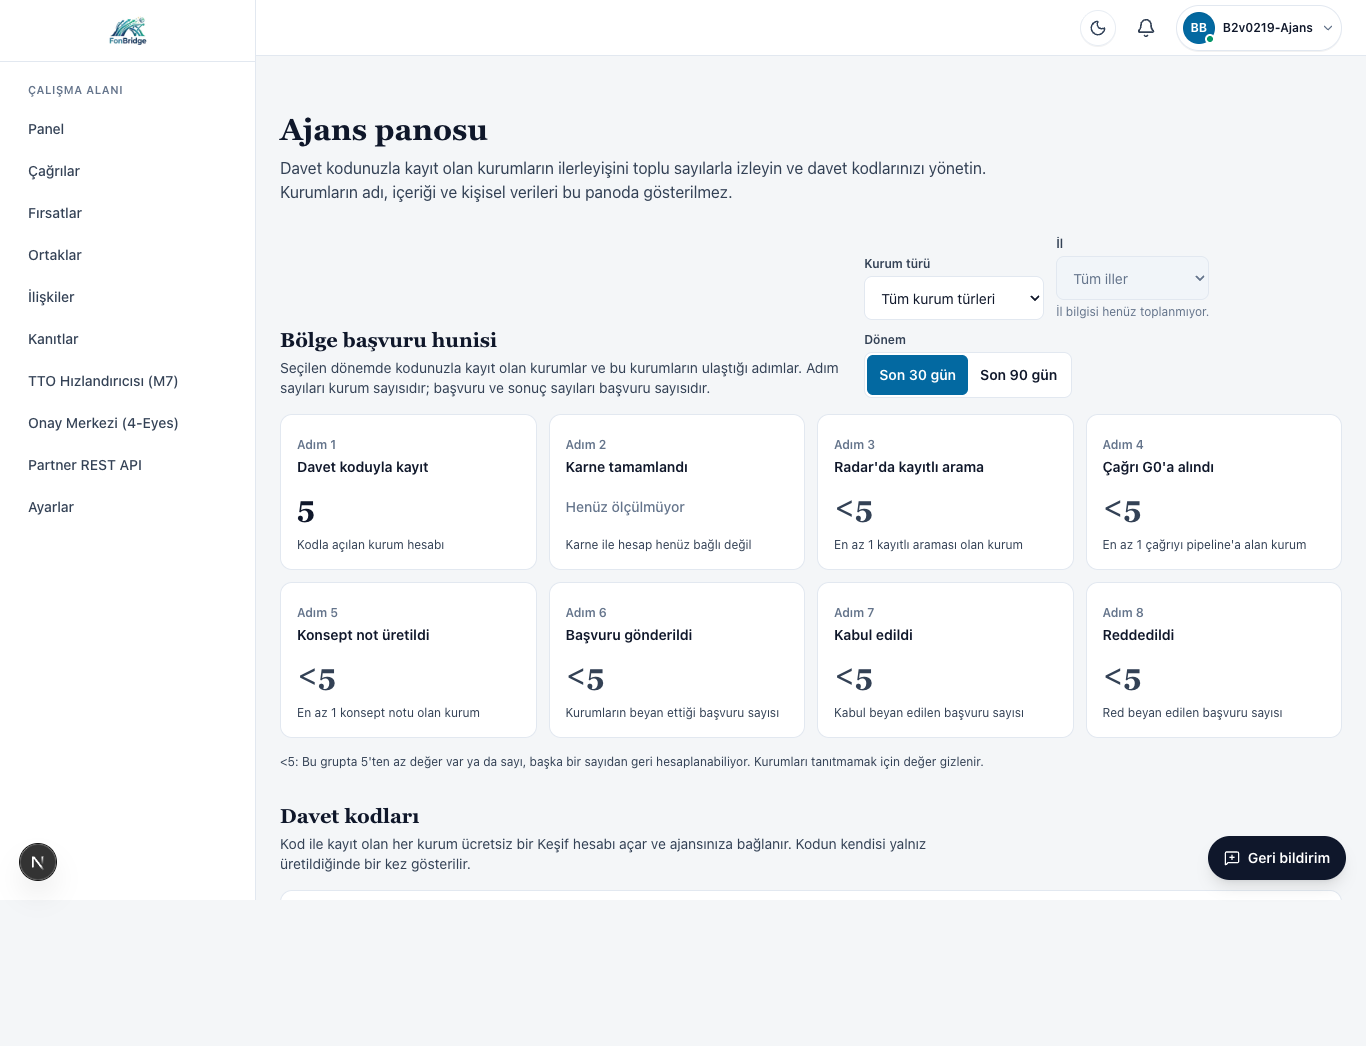 FonBridge
BB
B2v0219-Ajans
ÇALIŞMA ALANI
Panel
Çağrılar
Fırsatlar
Ortaklar
İlişkiler
Kanıtlar
TTO Hızlandırıcısı (M7)
Onay Merkezi (4-Eyes)
Partner REST API
Ayarlar
N
Ajans panosu
Davet kodunuzla kayıt olan kurumların ilerleyişini toplu sayılarla izleyin ve davet kodlarınızı yönetin.
Kurumların adı, içeriği ve kişisel verileri bu panoda gösterilmez.
Bölge başvuru hunisi
Seçilen dönemde kodunuzla kayıt olan kurumlar ve bu kurumların ulaştığı adımlar. Adım
sayıları kurum sayısıdır; başvuru ve sonuç sayıları başvuru sayısıdır.
Kurum türü
Tüm kurum türleri
İl
Tüm iller
İl bilgisi henüz toplanmıyor.
Dönem
Son 30 gün
Son 90 gün
Adım 1
Davet koduyla kayıt
5
Kodla açılan kurum hesabı
Adım 2
Karne tamamlandı
Henüz ölçülmüyor
Karne ile hesap henüz bağlı değil
Adım 3
Radar'da kayıtlı arama
<5
En az 1 kayıtlı araması olan kurum
Adım 4
Çağrı G0'a alındı
<5
En az 1 çağrıyı pipeline'a alan kurum
Adım 5
Konsept not üretildi
<5
En az 1 konsept notu olan kurum
Adım 6
Başvuru gönderildi
<5
Kurumların beyan ettiği başvuru sayısı
Adım 7
Kabul edildi
<5
Kabul beyan edilen başvuru sayısı
Adım 8
Reddedildi
<5
Red beyan edilen başvuru sayısı
<5: Bu grupta 5'ten az değer var ya da sayı, başka bir sayıdan geri hesaplanabiliyor. Kurumları tanıtmamak için değer gizlenir.
Davet kodları
Kod ile kayıt olan her kurum ücretsiz bir Keşif hesabı açar ve ajansınıza bağlanır. Kodun kendisi yalnız
üretildiğinde bir kez gösterilir.
Geri bildirim